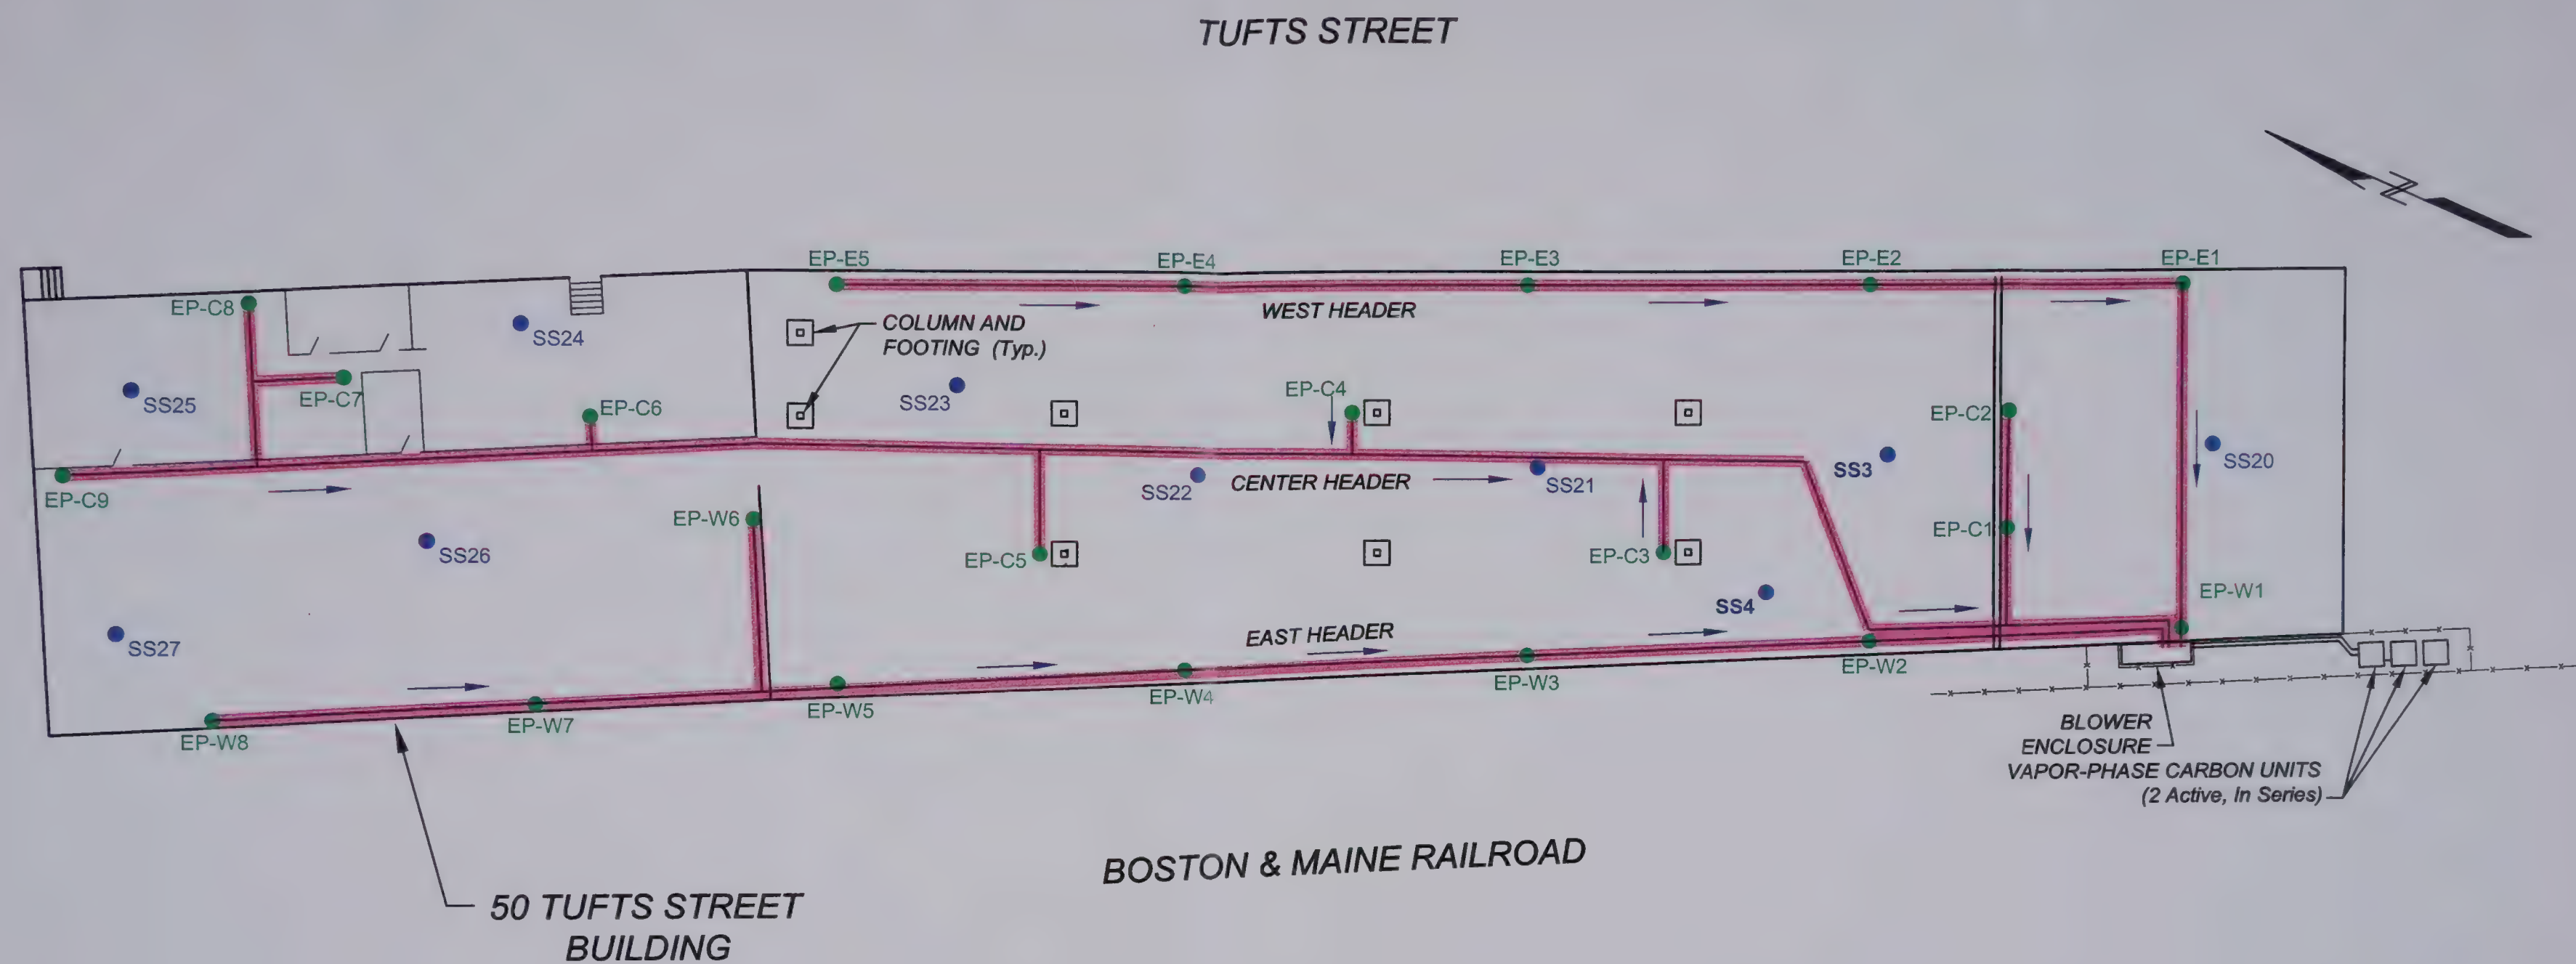 TUFTS STREET
EP-E5
EP-E4
EP-E3
EP-E2
EP-E1
EP-C8
WEST HEADER
COLUMN AND
FOOTING (Typ.)
SS24
SS25
EP-C7
SS23
EP-C6
EP-C4
EP-C2
SS3
SS20
EP-C9
SS22
CENTER HEADER
SS21
EP-W6
EP-C1
SS26
EP-C5
EP-C3
EP-W1
SS4
EAST HEADER
SS27
EP-W2
EP-W3
EP-W4
EP-W5
EP-W7
EP-W8
BLOWER
ENCLOSURE
VAPOR-PHASE CARBON UNITS
(2 Active, In Series)
BOSTON & MAINE RAILROAD
50 TUFTS STREET
BUILDING